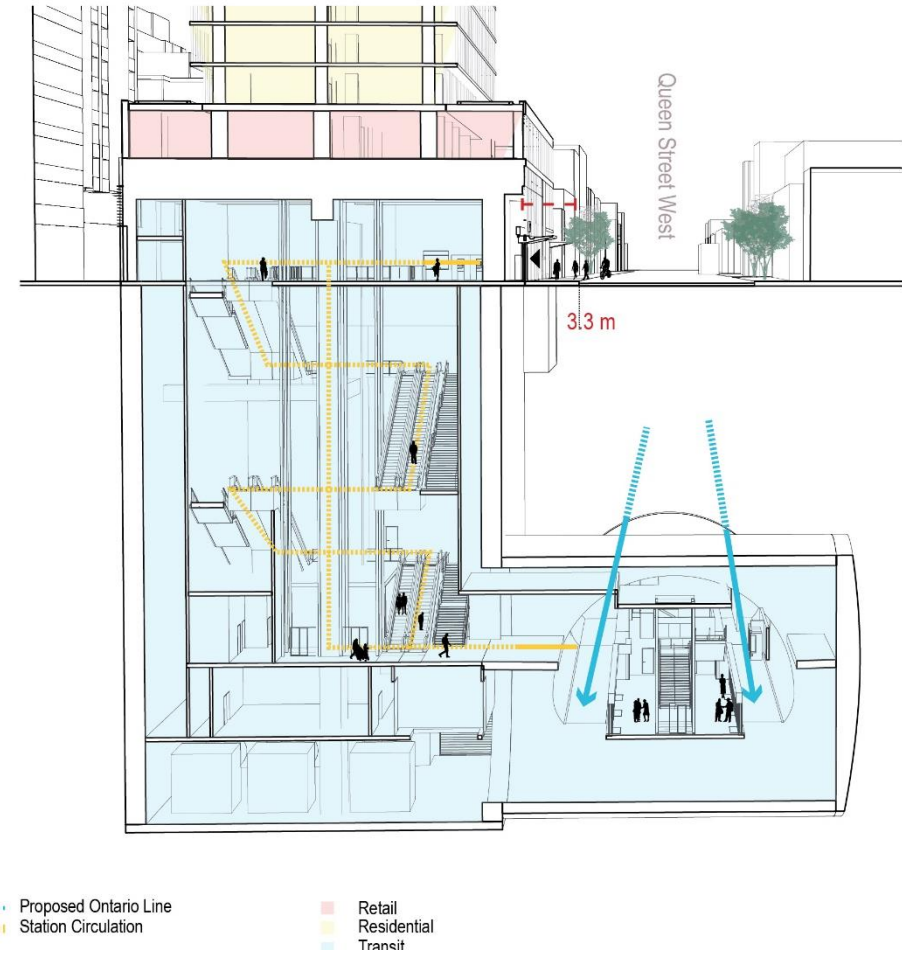 Queen Street West
3.3 m
Proposed Ontario Line
Station Circulation
Retail
Residential
Transit